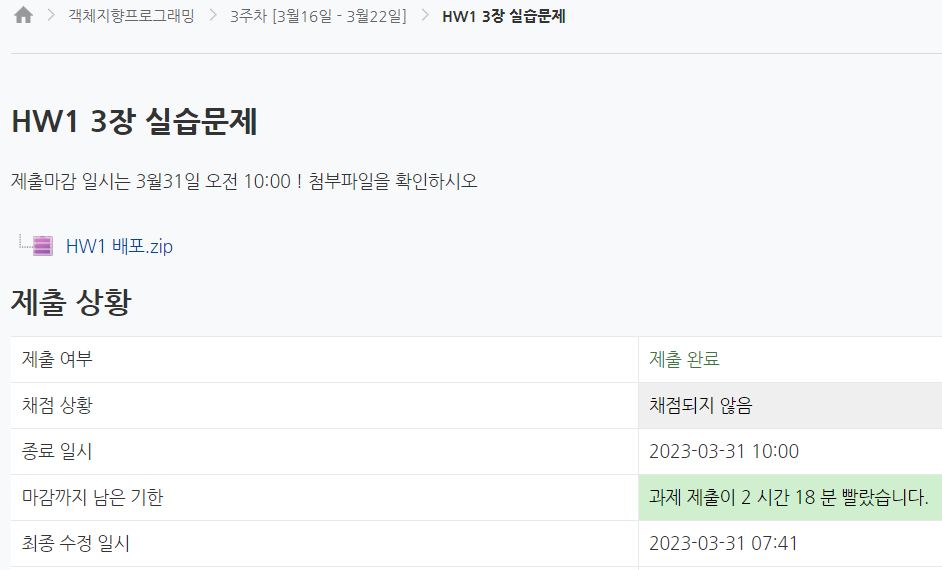 객체지향프로그래밍 > 3주차 [3월16일 - 3월22일] > HW1 3장 실습문제
HW1 3장 실습문제
제출마감 일시는 3월31일 오전 10:00 ! 첨부파일을 확인하시오
HW1 배포.zip
제출 상황
제출 여부 제출 완료
채점 상황 채점되지 않음
종료 일시 2023-03-31 10:00
마감까지 남은 기한 과제 제출이 2 시간 18 분 빨랐습니다.
최종 수정 일시 2023-03-31 07:41